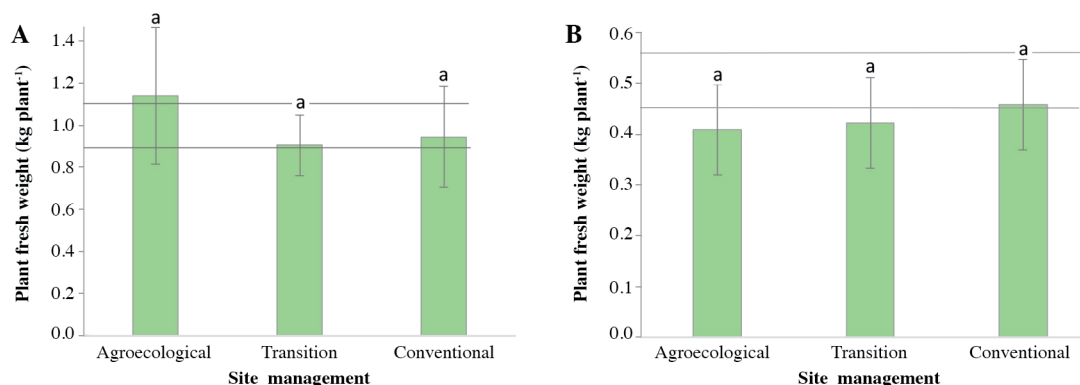 A
Plant fresh weight (kg plant⁻¹)
1.4
1.2
1.0
0.8
0.6
0.4
0.2
0.0
a
a
a
Agroecological Transition Conventional
Site management
B
Plant fresh weight (kg plant⁻¹)
0.6
0.5
0.4
0.3
0.2
0.1
0.0
a
a
a
Agroecological Transition Conventional
Site management